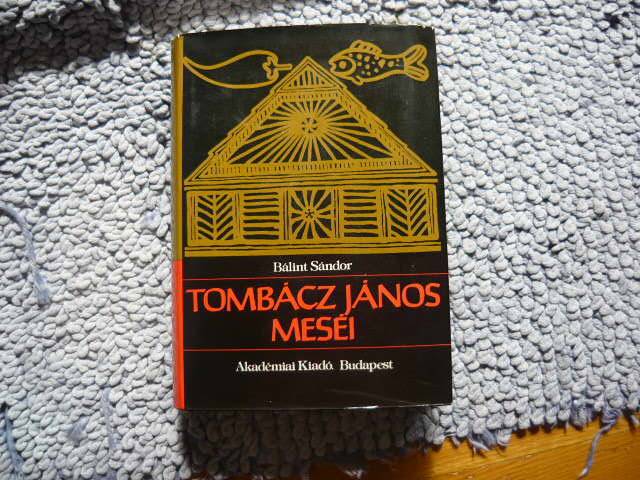 Bálint Sándor
TOMBÁCZ JÁNOS
MESÉI
Akadémiai Kiadó, Budapest